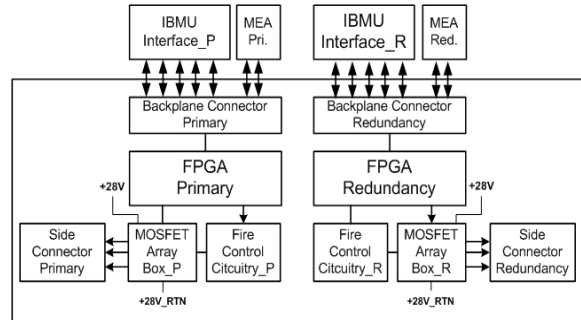 IBMU
Interface_P
MEA
Pri.
IBMU
Interface_R
MEA
Red.
Backplane Connector
Primary
Backplane Connector
Redundancy
FPGA
Primary
FPGA
Redundancy
+28V
+28V
Side
Connector
Primary
MOSFET
Array
Box_P
Fire
Control
Citcuitry_P
Fire
Control
Citcuitry_R
MOSFET
Array
Box_R
Side
Connector
Redundancy
+28V_RTN
+28V_RTN